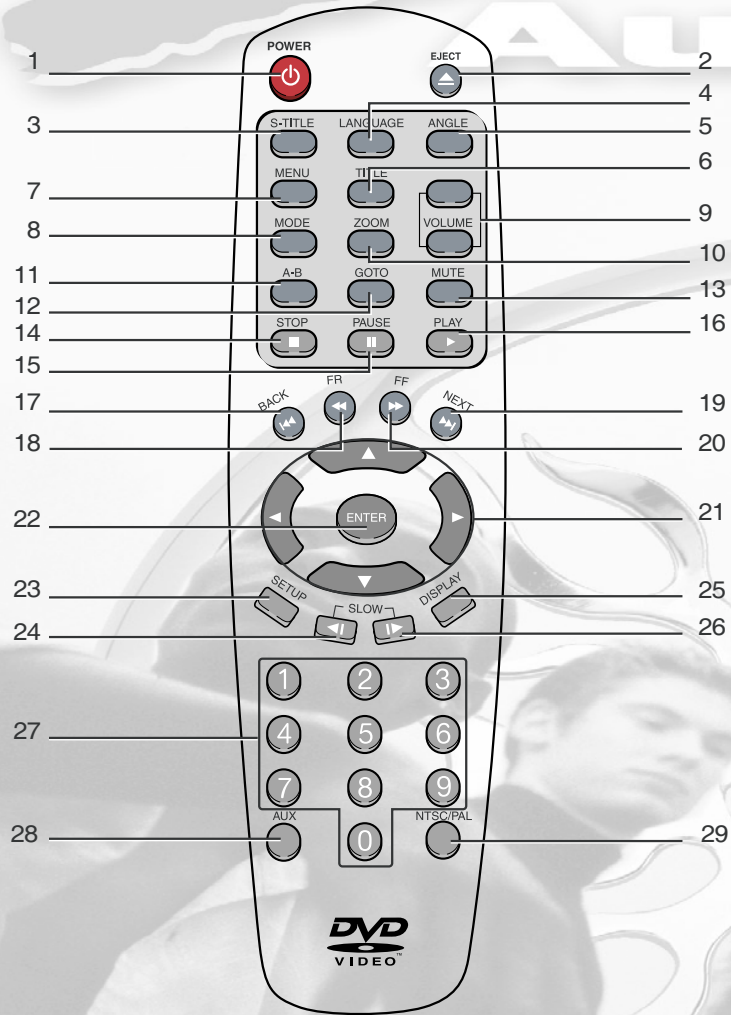 AU
POWER
EJECT
1
2
4
S-TITLE LANGUAGE ANGLE
3
5
MENU TITLE
6
7
MODE ZOOM VOLUME
8
9
10
A-B GOTO MUTE
11
12
13
STOP PAUSE PLAY
14
15
16
BACK FR FF NEXT
17
18
19
20
ENTER
21
22
SETUP SLOW DISPLAY
23
24
25
26
1 2 3
4 5 6
27
7 8 9
AUX 0 NTSC/PAL
28
29
DVD
VIDEO™